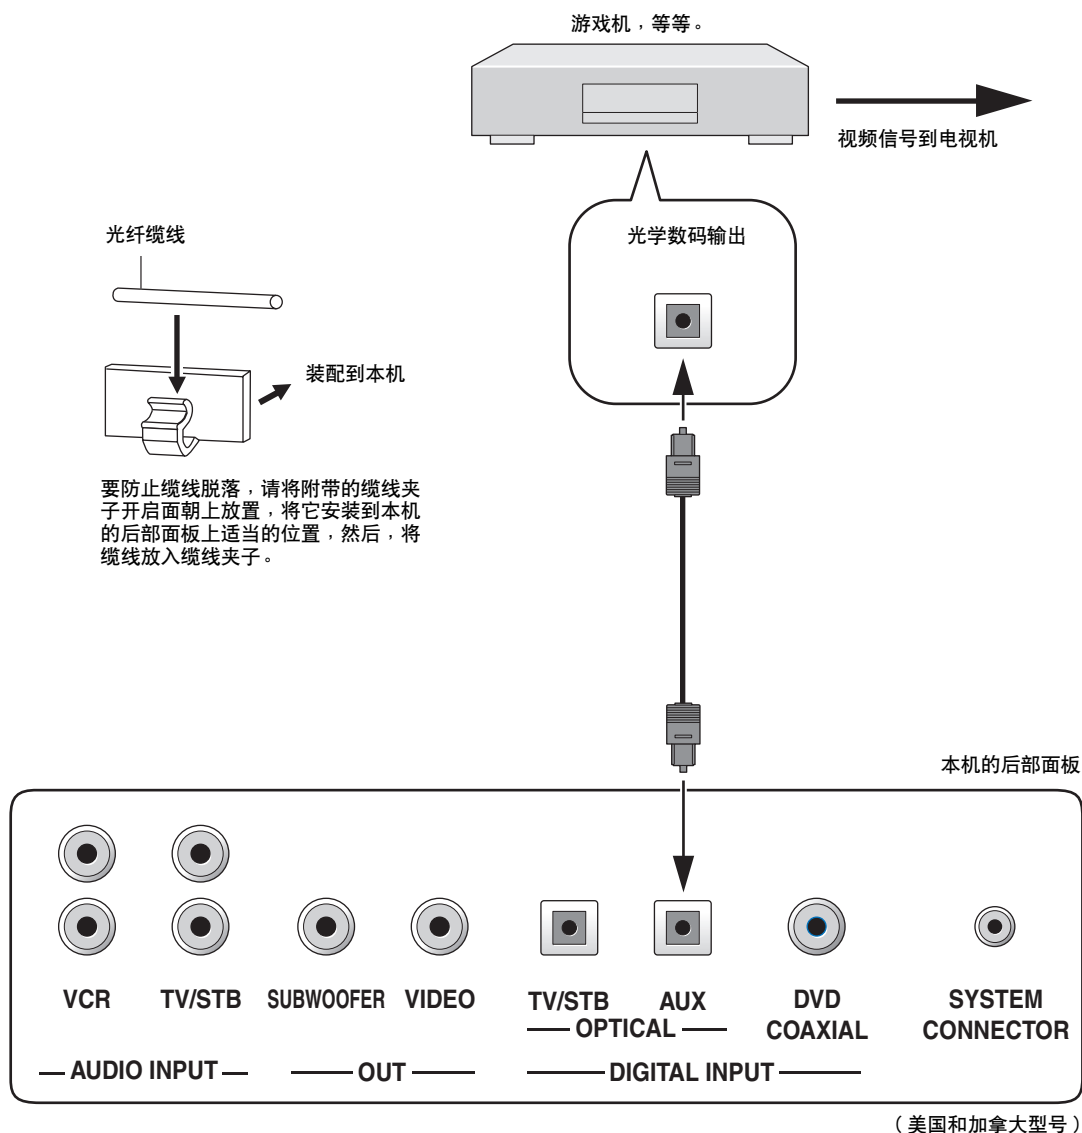 游戏机，等等。
视频信号到电视机
光学数码输出
光纤缆线
装配到本机
要防止缆线脱落，请将附带的缆线夹
子开启面朝上放置，将它安装到本机
的后部面板上适当的位置，然后，将
缆线放入缆线夹子。
本机的后部面板
VCR
TV/STB
SUBWOOFER
VIDEO
TV/STB
AUX
OPTICAL
DVD
COAXIAL
SYSTEM
CONNECTOR
AUDIO INPUT
OUT
DIGITAL INPUT
（美国和加拿大型号）